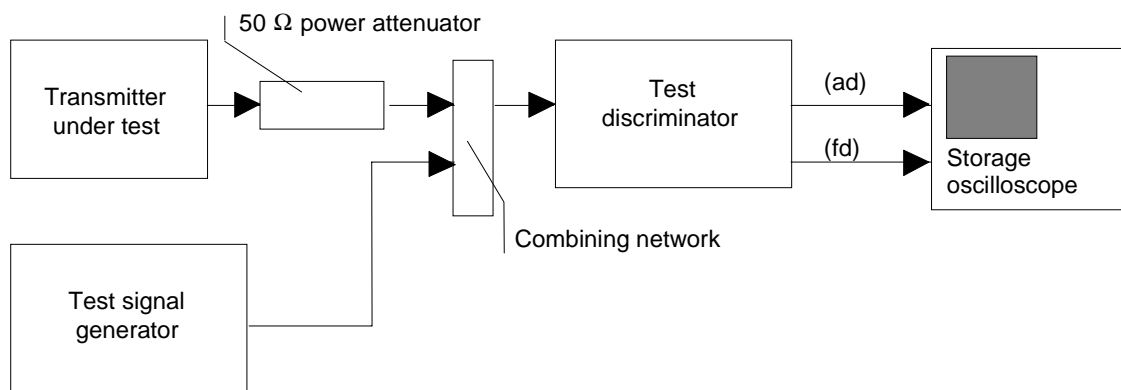 50 Ω power attenuator
Transmitter
under test
Test
discriminator
(ad)
(fd)
Storage
oscilloscope
Combining network
Test signal
generator